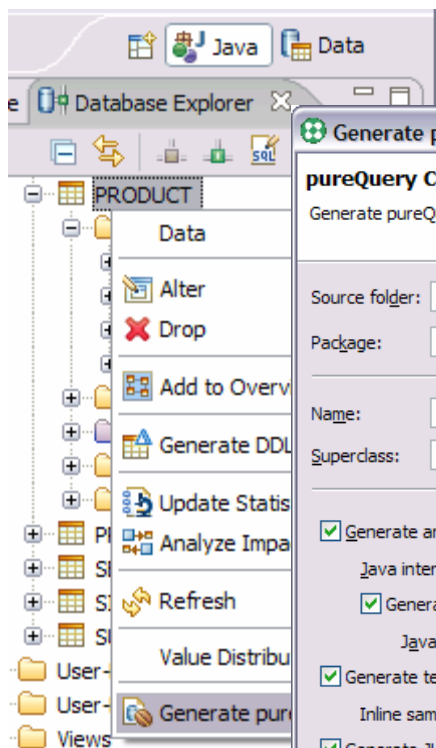 Java Data
e Database Explorer
SQL
Generate p
PRODUCT
pureQuery C
Generate pureQ
Data
Alter
Drop
Source folder:
Package:
Add to Overvi
Generate DDL
Name:
Superclass:
Update Statis
Analyze Impa
Refresh
Value Distribu
Generate pure
Generate an
Java inter
Genera
Java
Generate te
Inline sam
User-
User-
Views